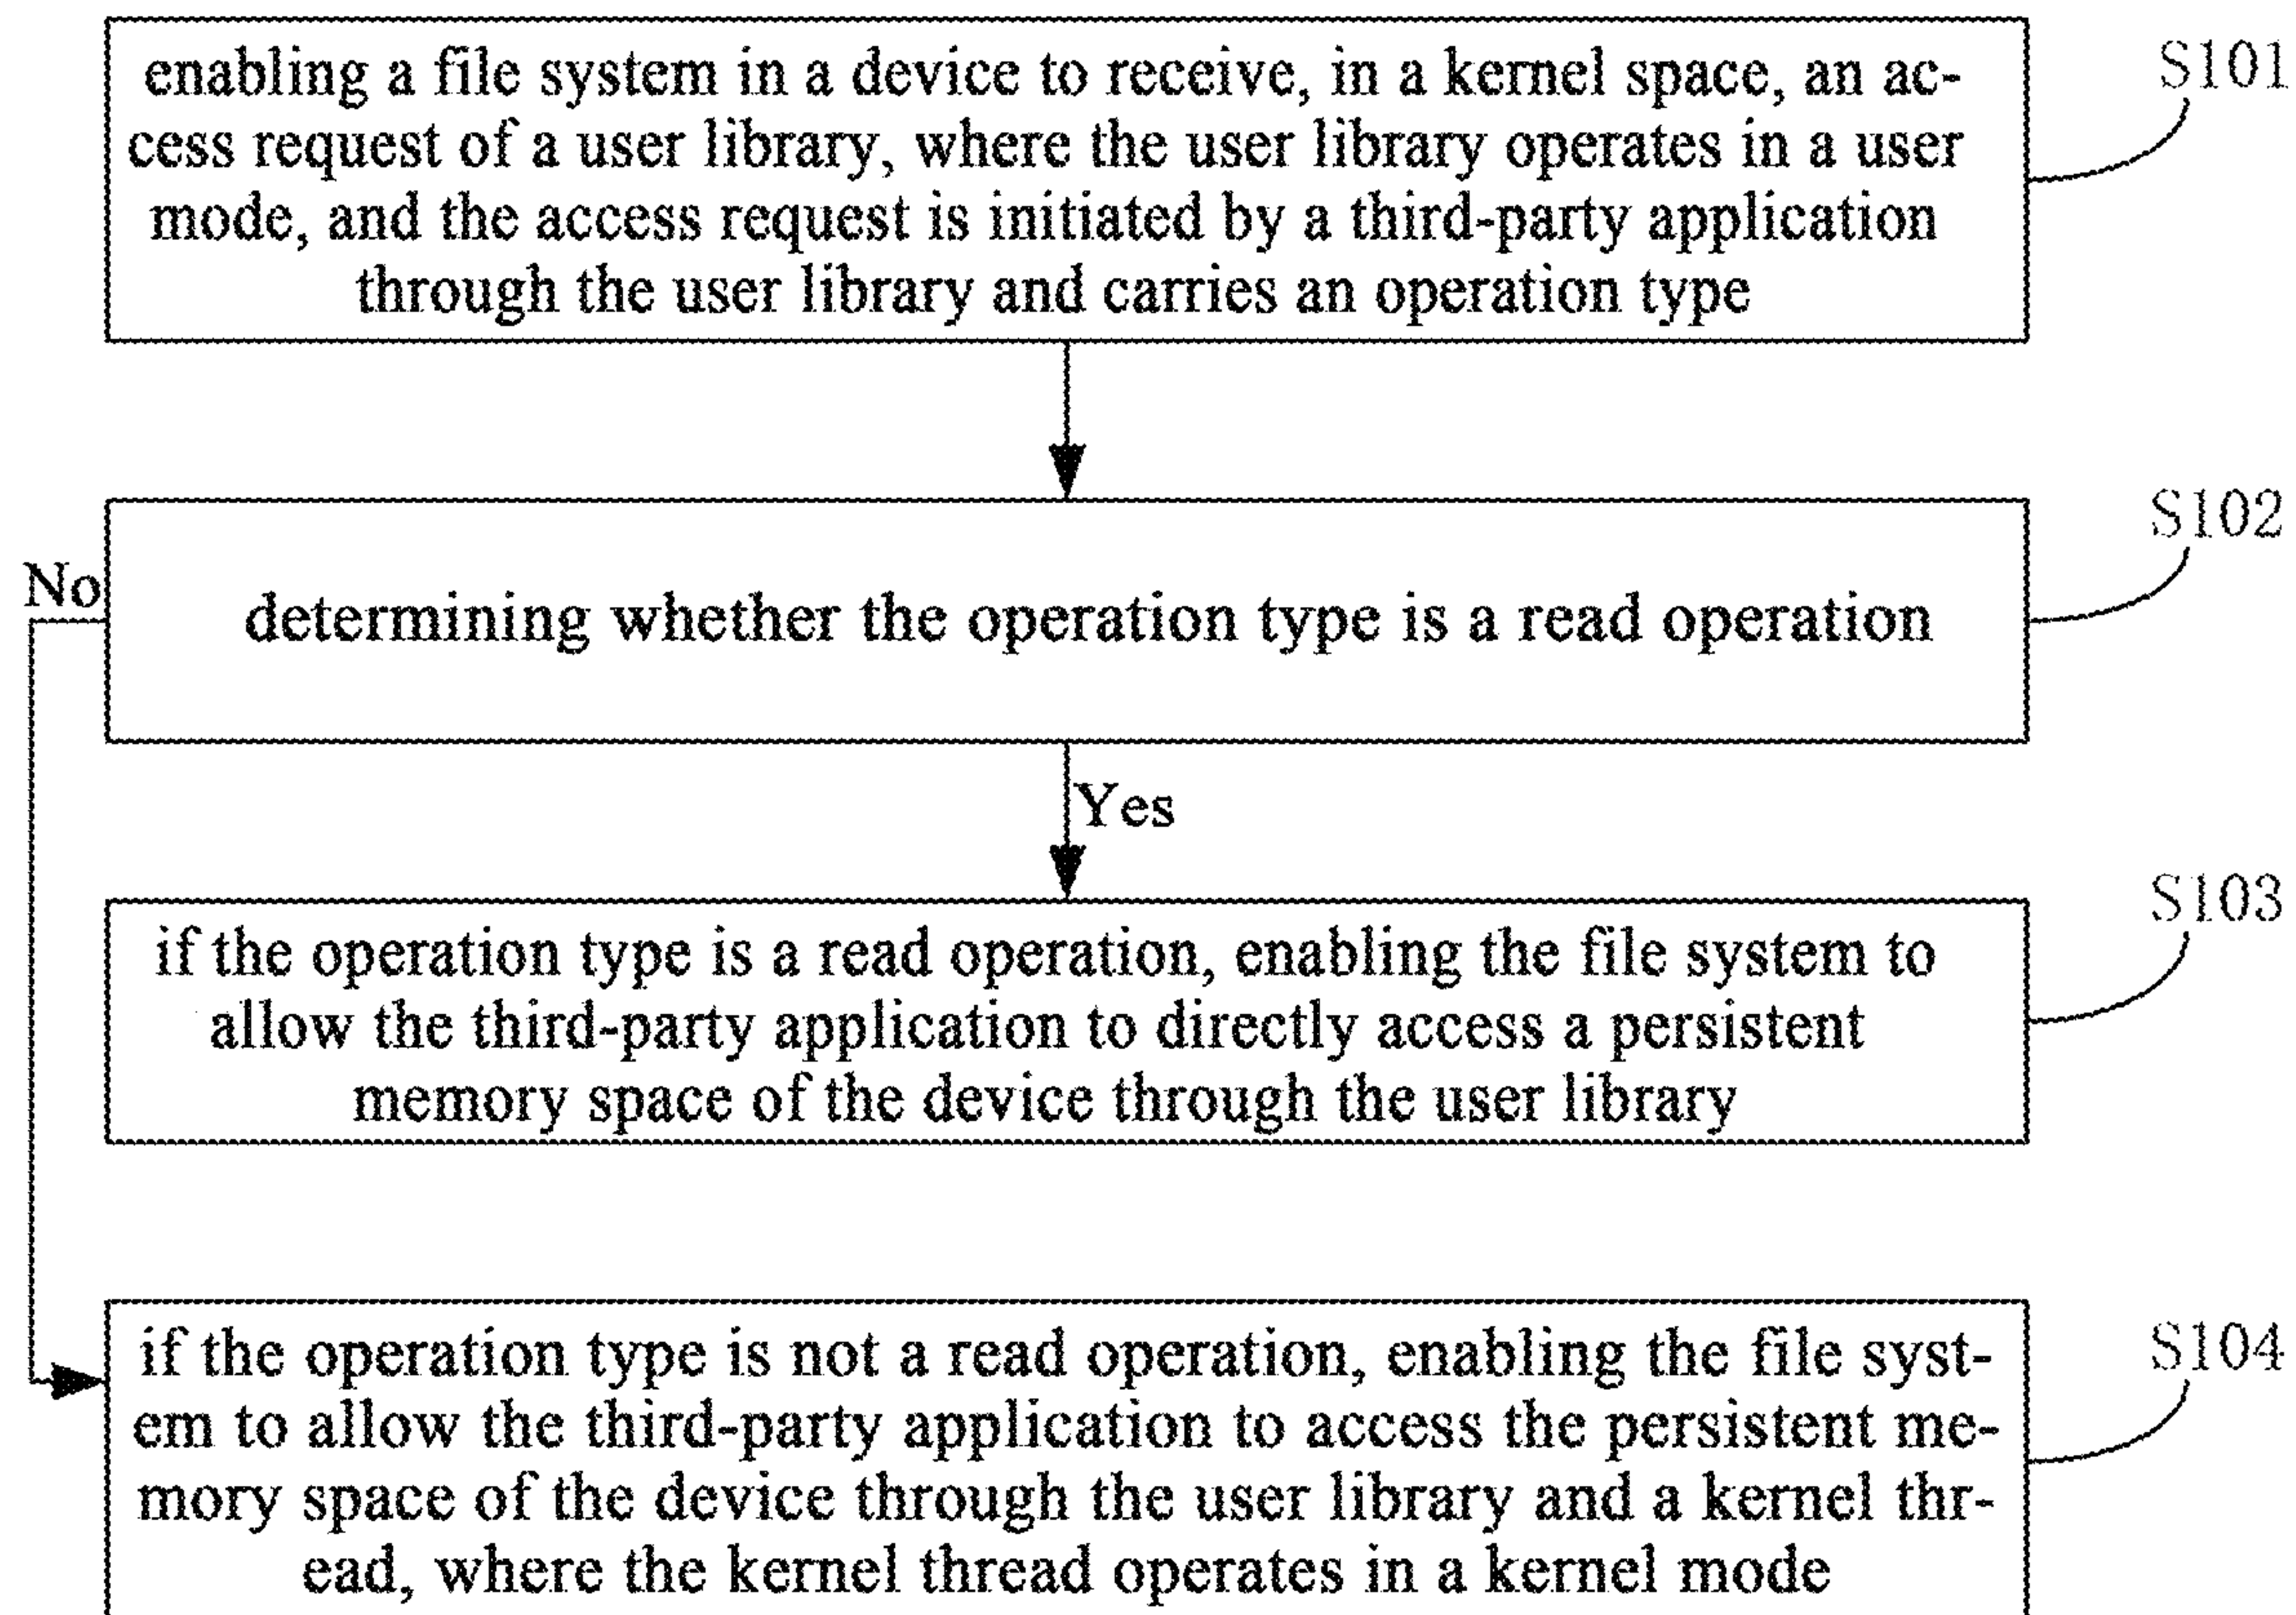 enabling a file system in a device to receive, in a kernel space, an ac-
cess request of a user library, where the user library operates in a user
mode, and the access request is initiated by a third-party application
through the user library and carries an operation type
S101
S102
No
determining whether the operation type is a read operation
Yes
S103
if the operation type is a read operation, enabling the file system to
allow the third-party application to directly access a persistent
memory space of the device through the user library
S104
if the operation type is not a read operation, enabling the file syst-
em to allow the third-party application to access the persistent me-
mory space of the device through the user library and a kernel thr-
ead, where the kernel thread operates in a kernel mode